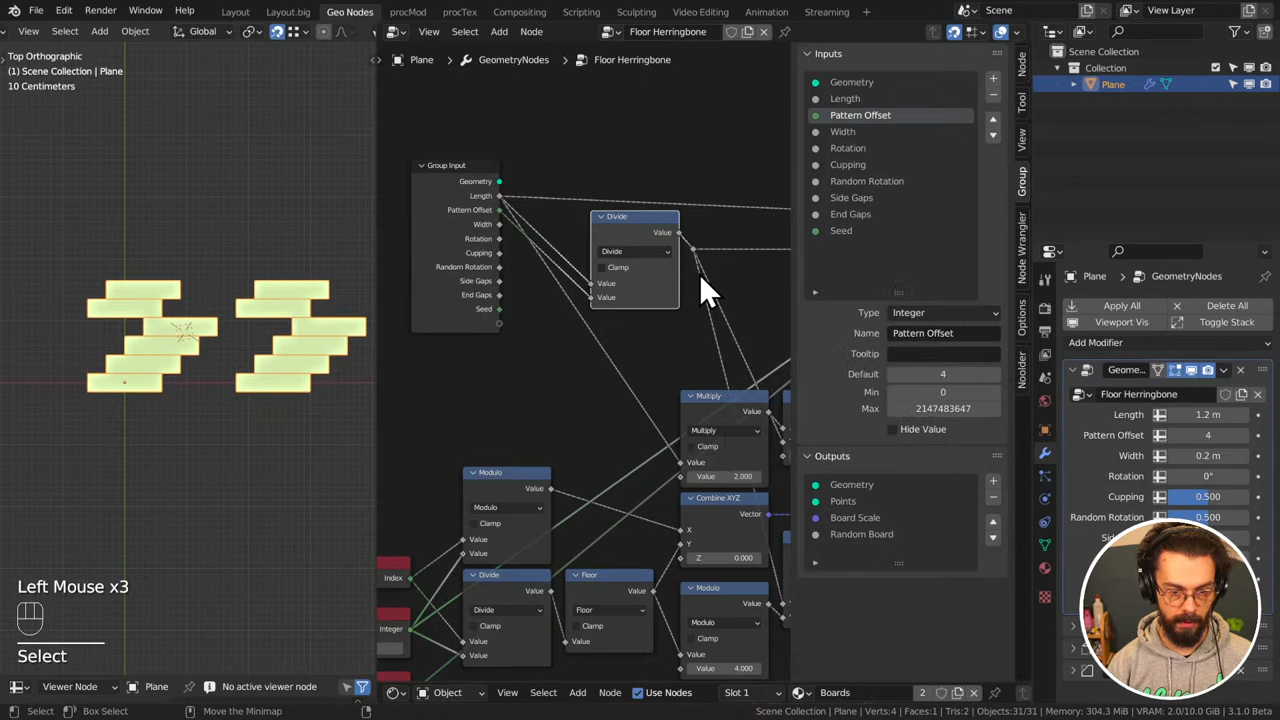 File Edit Render Window Help Layout Layout.big Geo Nodes procMod procTex Compositing Scripting Sculpting Video Editing Animation Streaming + Scene View Layer
View Select Add Object Global View Select Add Node Floor Herringbone
Top Orthographic
(1) Scene Collection | Plane
10 Centimeters
Plane > GeometryNodes > Floor Herringbone
Group Input
Geometry
Length
Pattern Offset
Width
Rotation
Cupping
Random Rotation
Side Gaps
End Gaps
Seed
Divide
Value
Divide
Clamp
Value
Value
Multiply
Value
Multiply
Clamp
Value
Value 2.000
Combine XYZ
Vector
X
Y
Z 0.000
Modulo
Value
Modulo
Clamp
Value
Value
Divide
Value
Divide
Clamp
Value
Value
Floor
Value
Floor
Clamp
Value
Modulo
Value
Modulo
Clamp
Value
Value 4.000
Index
Integer
Inputs
Geometry
Length
Pattern Offset
Width
Rotation
Cupping
Random Rotation
Side Gaps
End Gaps
Seed
Type Integer
Name Pattern Offset
Tooltip
Default 4
Min 0
Max 2147483647
Hide Value
Outputs
Geometry
Points
Board Scale
Random Board
Node
Tool
View
Group
Node Wrangler
Options
Noolder
Scene Collection
Collection
Plane
Plane > GeometryNodes
Apply All Delete All
Viewport Vis Toggle Stack
Add Modifier
Geome...
Floor Herringbone
Length 1.2 m
Pattern Offset 4
Width 0.2 m
Rotation 0°
Cupping 0.500
Random Rotation 0.500
Left Mouse x3
Select
Viewer Node Plane No active viewer node
Object View Select Add Node Use Nodes Slot 1 Boards 2
Select Box Select Move the Minimap
Scene Collection | Plane | Verts:4 | Faces:1 | Tris:2 | Objects:31/31 | Memory: 304.3 MiB | VRAM: 2.0/10.0 GiB | 3.1.0 Beta